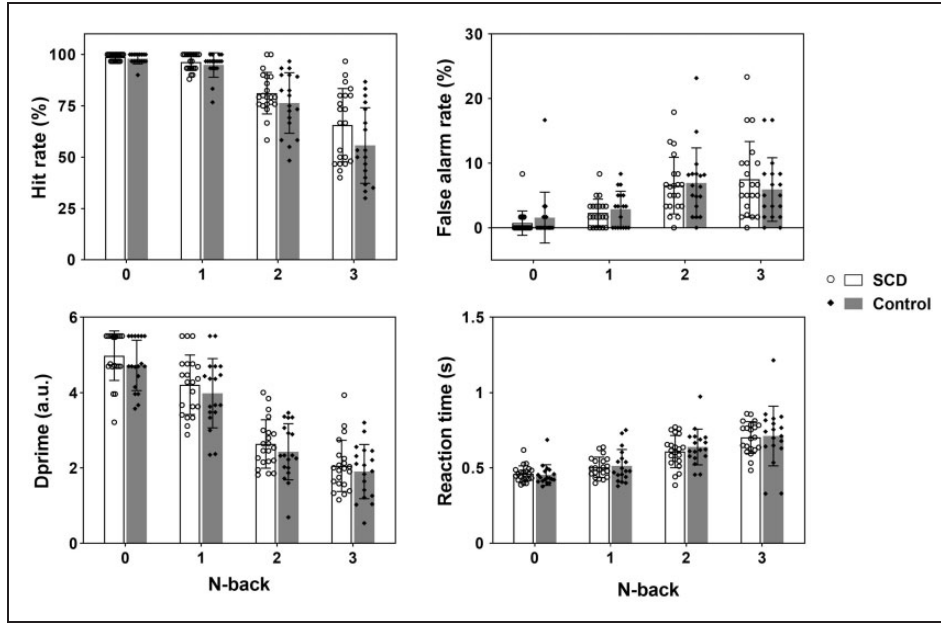 Hit rate (%)
100
75
50
25
0
0 1 2 3
False alarm rate (%)
30
20
10
0
0 1 2 3
SCD
Control
Dprime (a.u.)
6
4
2
0
0 1 2 3
N-back
Reaction time (s)
1.5
1
0.5
0
0 1 2 3
N-back